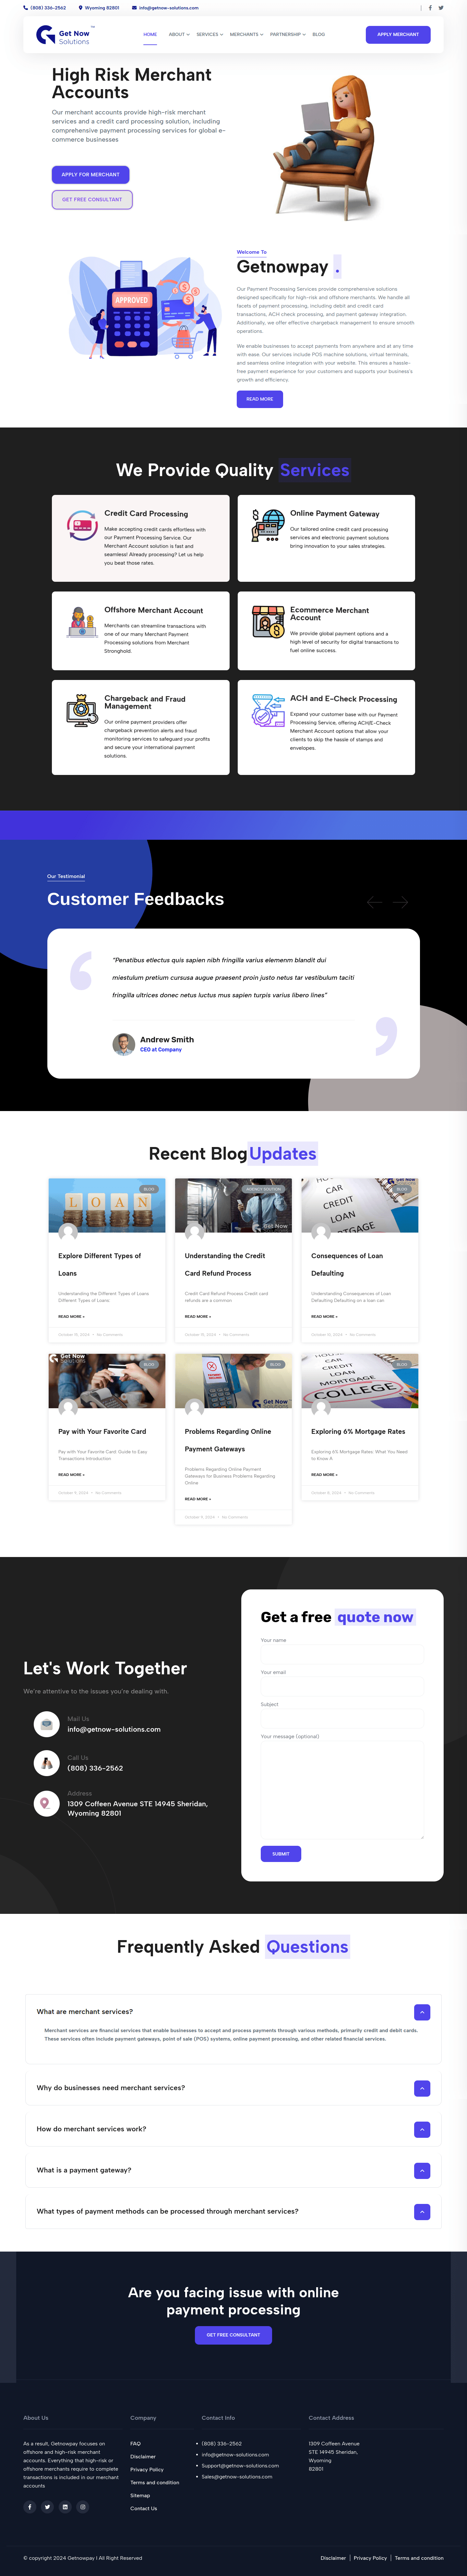 (808) 336-2562
Wyoming 82801
info@getnow-solutions.com
Get Now
Solutions
HOME
ABOUT
SERVICES
MERCHANTS
PARTNERSHIP
BLOG
APPLY MERCHANT
High Risk Merchant
Accounts
Our merchant accounts provide high-risk merchant
services and a credit card processing solution, including
comprehensive payment processing services for global e-
commerce businesses
APPLY FOR MERCHANT
GET FREE CONSULTANT
APPROVED
Welcome To
Getnowpay .
Our Payment Processing Services provide comprehensive solutions
designed specifically for high-risk and offshore merchants. We handle all
facets of payment processing, including debit and credit card
transactions, ACH check processing, and payment gateway integration.
Additionally, we offer effective chargeback management to ensure smooth
operations.
We enable businesses to accept payments from anywhere and at any time
with ease. Our services include POS machine solutions, virtual terminals,
and seamless online integration with your website. This ensures a hassle-
free payment experience for your customers and supports your business's
growth and efficiency.
READ MORE
We Provide Quality Services
Credit Card Processing
Make accepting credit cards effortless with
our Payment Processing Service. Our
Merchant Account solution is fast and
seamless! Already processing? Let us help
you beat those rates.
Online Payment Gateway
Our tailored online credit card processing
services and electronic payment solutions
bring innovation to your sales strategies.
Offshore Merchant Account
Merchants can streamline transactions with
one of our many Merchant Payment
Processing solutions from Merchant
Stronghold.
Ecommerce Merchant
Account
We provide global payment options and a
high level of security for digital transactions to
fuel online success.
Chargeback and Fraud
Management
Our online payment providers offer
chargeback prevention alerts and fraud
monitoring services to safeguard your profits
and secure your international payment
solutions.
ACH and E-Check Processing
Expand your customer base with our Payment
Processing Service, offering ACH/E-Check
Merchant Account options that allow your
clients to skip the hassle of stamps and
envelopes.
Our Testimonial
Customer Feedbacks
"Penatibus etlectus quis sapien nibh fringilla varius elemenm blandit dui
miestulum pretium cursusa augue praesent proin justo netus tar vestibulum taciti
fringilla ultrices donec netus luctus mus sapien turpis varius libero lines"
Andrew Smith
CEO at Company
Recent Blog Updates
BLOG
LOAN
Explore Different Types of
Loans
Understanding the Different Types of Loans
Different Types of Loans
READ MORE »
No Comments
Get Now
Understanding the Credit
Card Refund Process
Credit Card Refund Process Credit card
refunds are a common
READ MORE »
No Comments
BLOG
CAR
CREDIT
LOAN
MORTGAGE
Consequences of Loan
Defaulting
Understanding Consequences of Loan
Defaulting Defaulting on a loan can
READ MORE »
No Comments
Get Now
Solutions
BLOG
Pay with Your Favorite Card
Pay with Your Favorite Card: Guide to Easy
Transactions Introduction
READ MORE »
October 9, 2024 • No Comments
BLOG
Get Now
Problems Regarding Online
Payment Gateways
Problems Regarding Online Payment
Gateways for Business Problems Regarding
Online
READ MORE »
No Comments
HOME
CAR
CREDIT
LOAN
MORTGAGE
COLLEGE
BLOG
Exploring 6% Mortgage Rates
Exploring 6% Mortgage Rates: What You Need
to Know A
READ MORE »
No Comments
Let's Work Together
We're attentive to the issues you're dealing with.
Mail Us
info@getnow-solutions.com
Call Us
(808) 336-2562
Address
1309 Coffeen Avenue STE 14945 Sheridan,
Wyoming 82801
Get a free quote now
Your name
Your email
Subject
Your message (optional)
SUBMIT
Frequently Asked Questions
What are merchant services?
Merchant services are financial services that enable businesses to accept and process payments through various methods, primarily credit and debit cards.
These services often include payment gateways, point of sale (POS) systems, online payment processing, and other related financial services.
Why do businesses need merchant services?
How do merchant services work?
What is a payment gateway?
What types of payment methods can be processed through merchant services?
Are you facing issue with online
payment processing
GET FREE CONSULTANT
About Us
As a result, Getnowpay focuses on
offshore and high-risk merchant
accounts. Everything that high-risk or
offshore merchants require to complete
transactions is included in our merchant
accounts
Company
FAQ
Disclaimer
Privacy Policy
Terms and condition
Sitemap
Contact Us
Contact Info
• (808) 336-2562
• info@getnow-solutions.com
• Support@getnow-solutions.com
• Sales@getnow-solutions.com
Contact Address
1309 Coffeen Avenue
STE 14945 Sheridan,
Wyoming
82801
© copyright 2024 Getnowpay | All Right Reserved
Disclaimer | Privacy Policy | Terms and condition